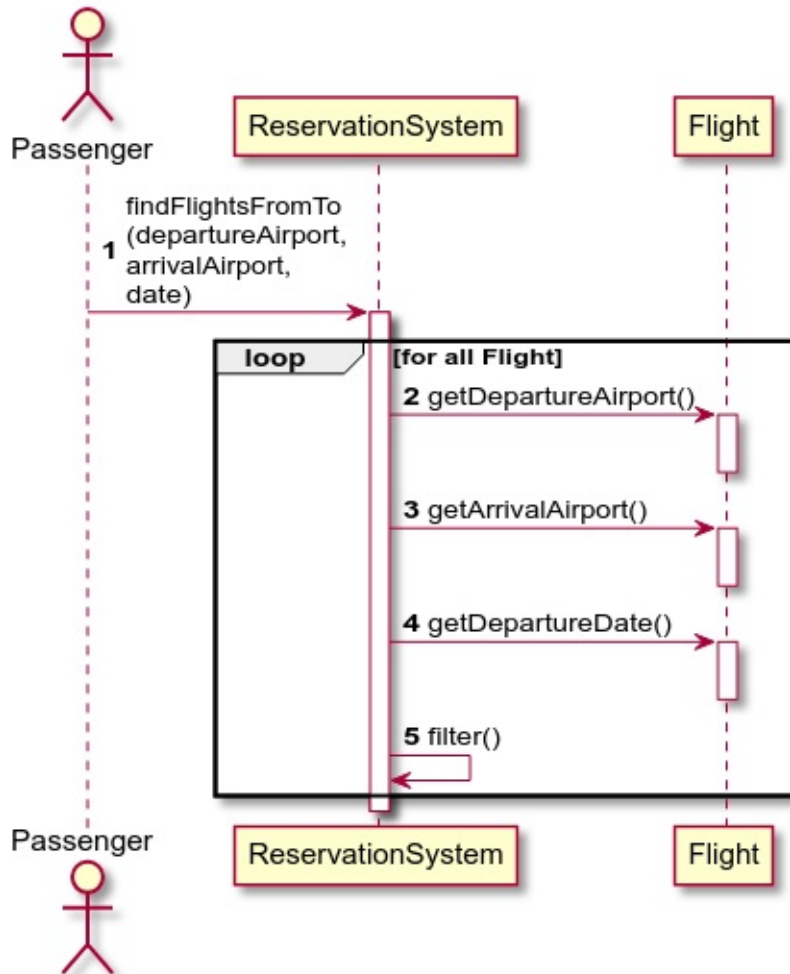 Passenger
ReservationSystem
Flight
findFlightsFromTo
1 (departureAirport,
arrivalAirport,
date)
loop
[for all Flight]
2 getDepartureAirport()
3 getArrivalAirport()
4 getDepartureDate()
5 filter()
Passenger
ReservationSystem
Flight